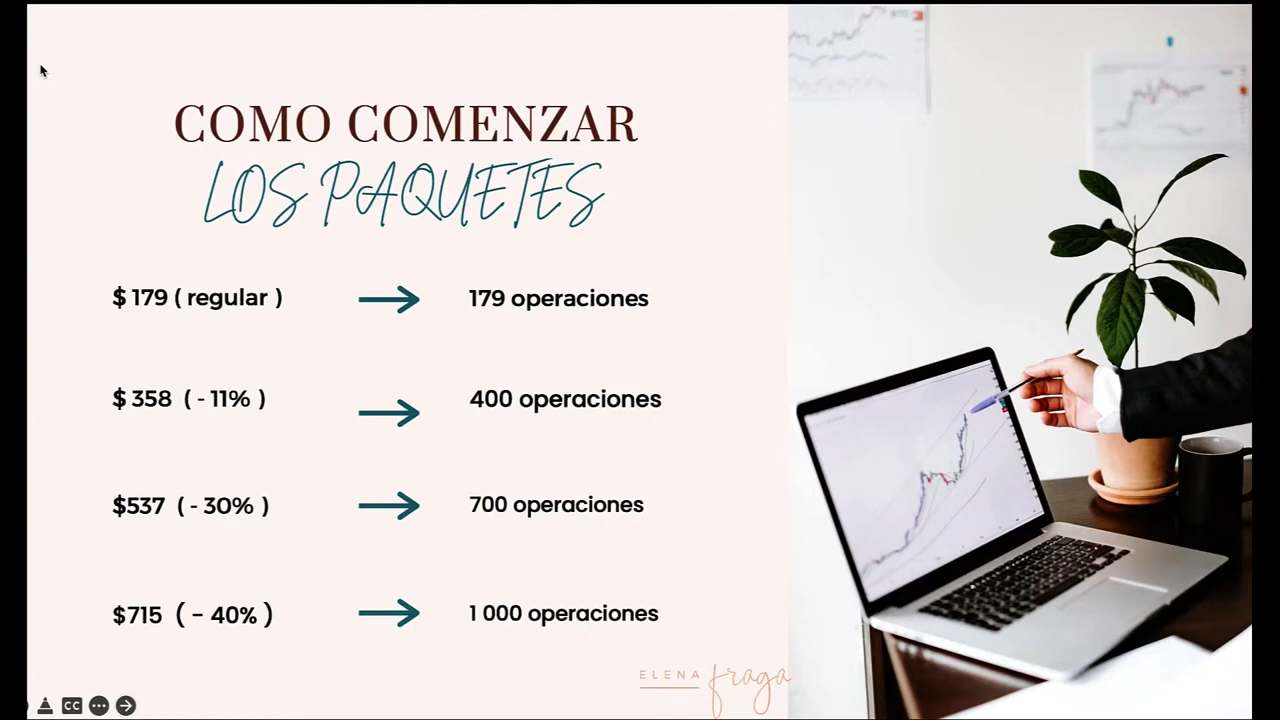 COMO COMENZAR
LOS PAQUETES
$ 179 ( regular ) 179 operaciones
$ 358 ( - 11% ) 400 operaciones
$537 ( - 30% ) 700 operaciones
$715 ( - 40% ) 1 000 operaciones
ELENA fraga
CC